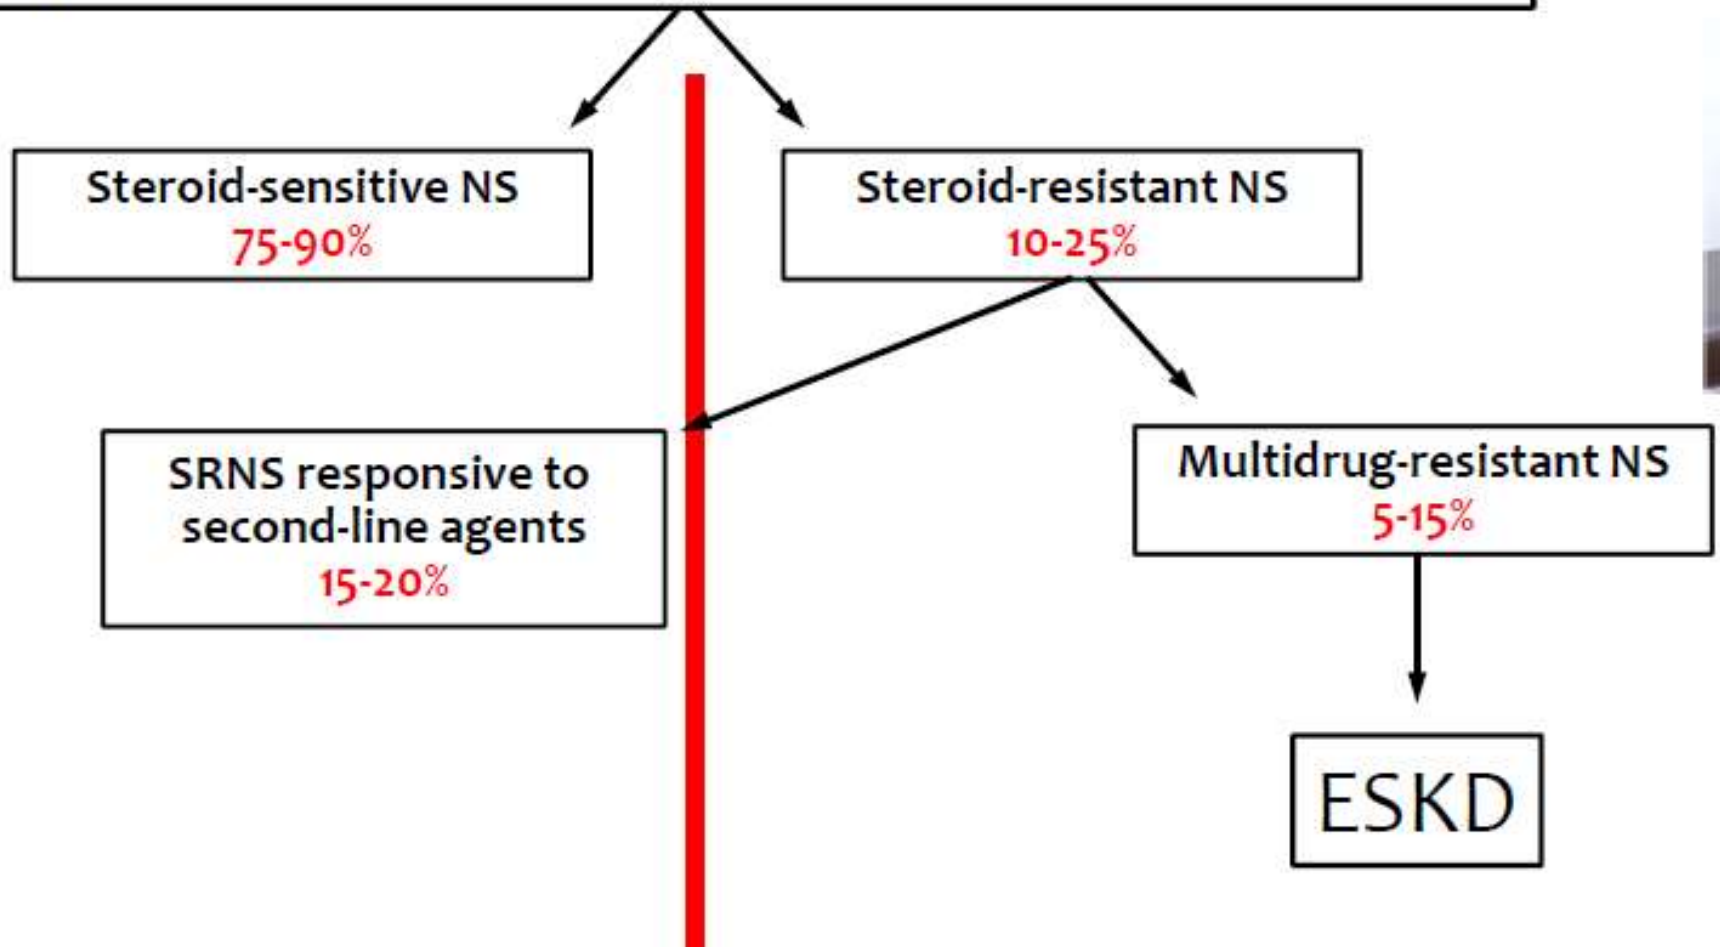 Steroid-sensitive NS
75-90%
Steroid-resistant NS
10-25%
SRNS responsive to
second-line agents
15-20%
Multidrug-resistant NS
5-15%
ESKD